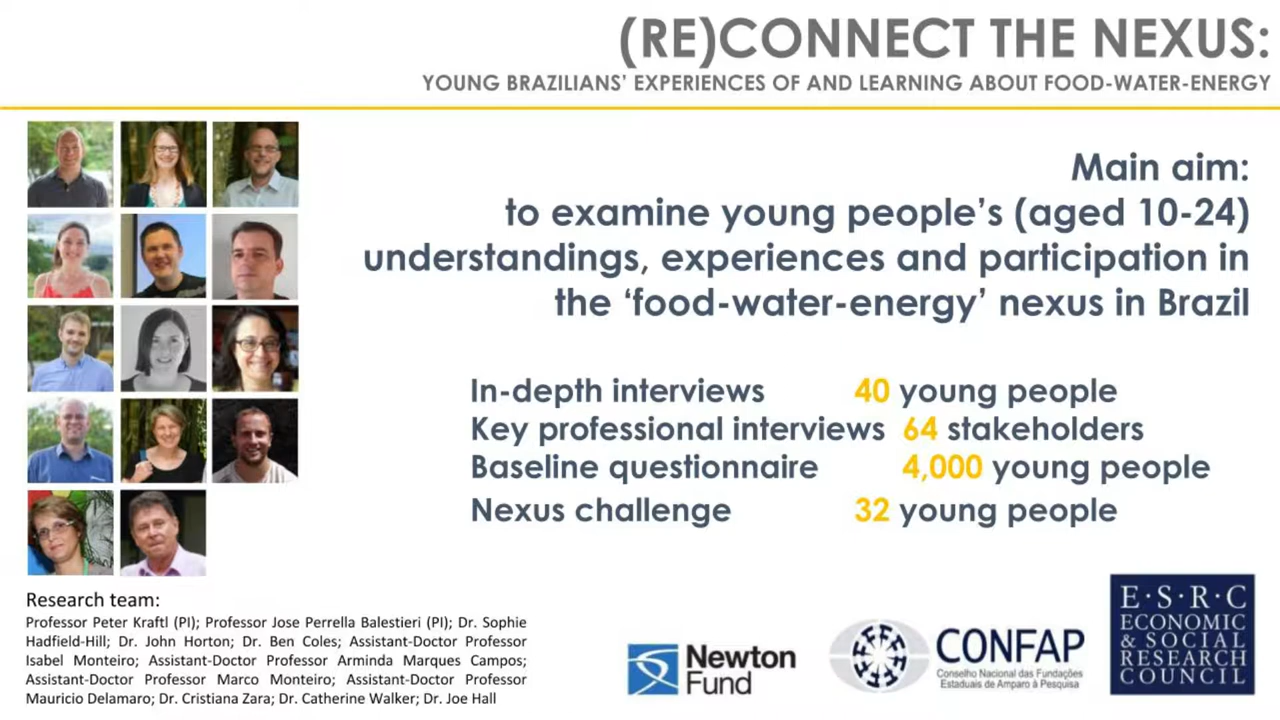 (RE)CONNECT THE NEXUS:
YOUNG BRAZILIANS' EXPERIENCES OF AND LEARNING ABOUT FOOD-WATER-ENERGY
Main aim:
to examine young people's (aged 10-24)
understandings, experiences and participation in
the 'food-water-energy' nexus in Brazil
In-depth interviews 40 young people
Key professional interviews 64 stakeholders
Baseline questionnaire 4,000 young people
Nexus challenge 32 young people
Research team:
Professor Peter Kraftl (PI); Professor Jose Perrella Balestieri (PI); Dr. Sophie
Hadfield-Hill; Dr. John Horton; Dr. Ben Coles; Assistant-Doctor Professor
Isabel Monteiro; Assistant-Doctor Professor Arminda Marques Campos;
Assistant-Doctor Professor Marco Monteiro; Assistant-Doctor Professor
Mauricio Delamaro; Dr. Cristiana Zara; Dr. Catherine Walker; Dr. Joe Hall
Newton
Fund
CONFAP
Conselho Nacional das Fundações
Estaduais de Amparo à Pesquisa
E·S·R·C
ECONOMIC
& SOCIAL
RESEARCH
COUNCIL